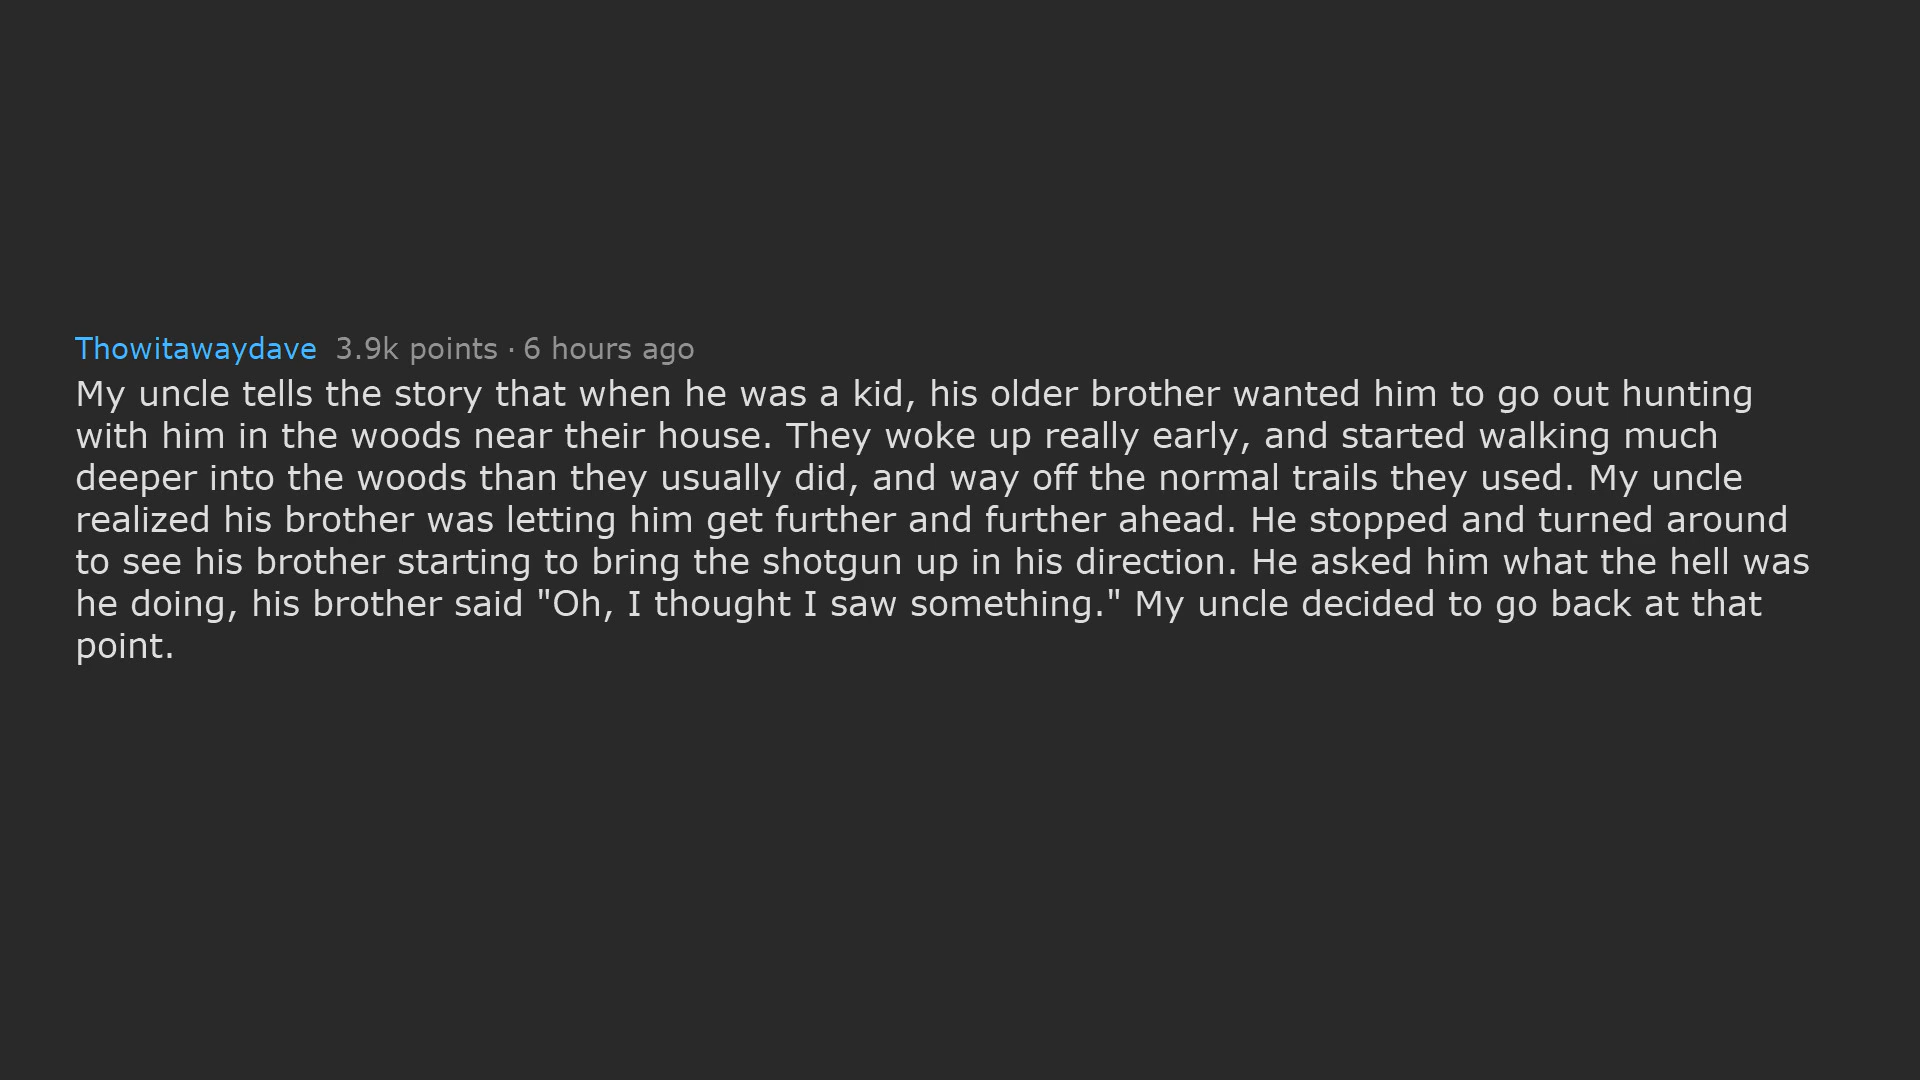 Thowitawaydave 3.9k points · 6 hours ago
My uncle tells the story that when he was a kid, his older brother wanted him to go out hunting
with him in the woods near their house. They woke up really early, and started walking much
deeper into the woods than they usually did, and way off the normal trails they used. My uncle
realized his brother was letting him get further and further ahead. He stopped and turned around
to see his brother starting to bring the shotgun up in his direction. He asked him what the hell was
he doing, his brother said "Oh, I thought I saw something." My uncle decided to go back at that
point.